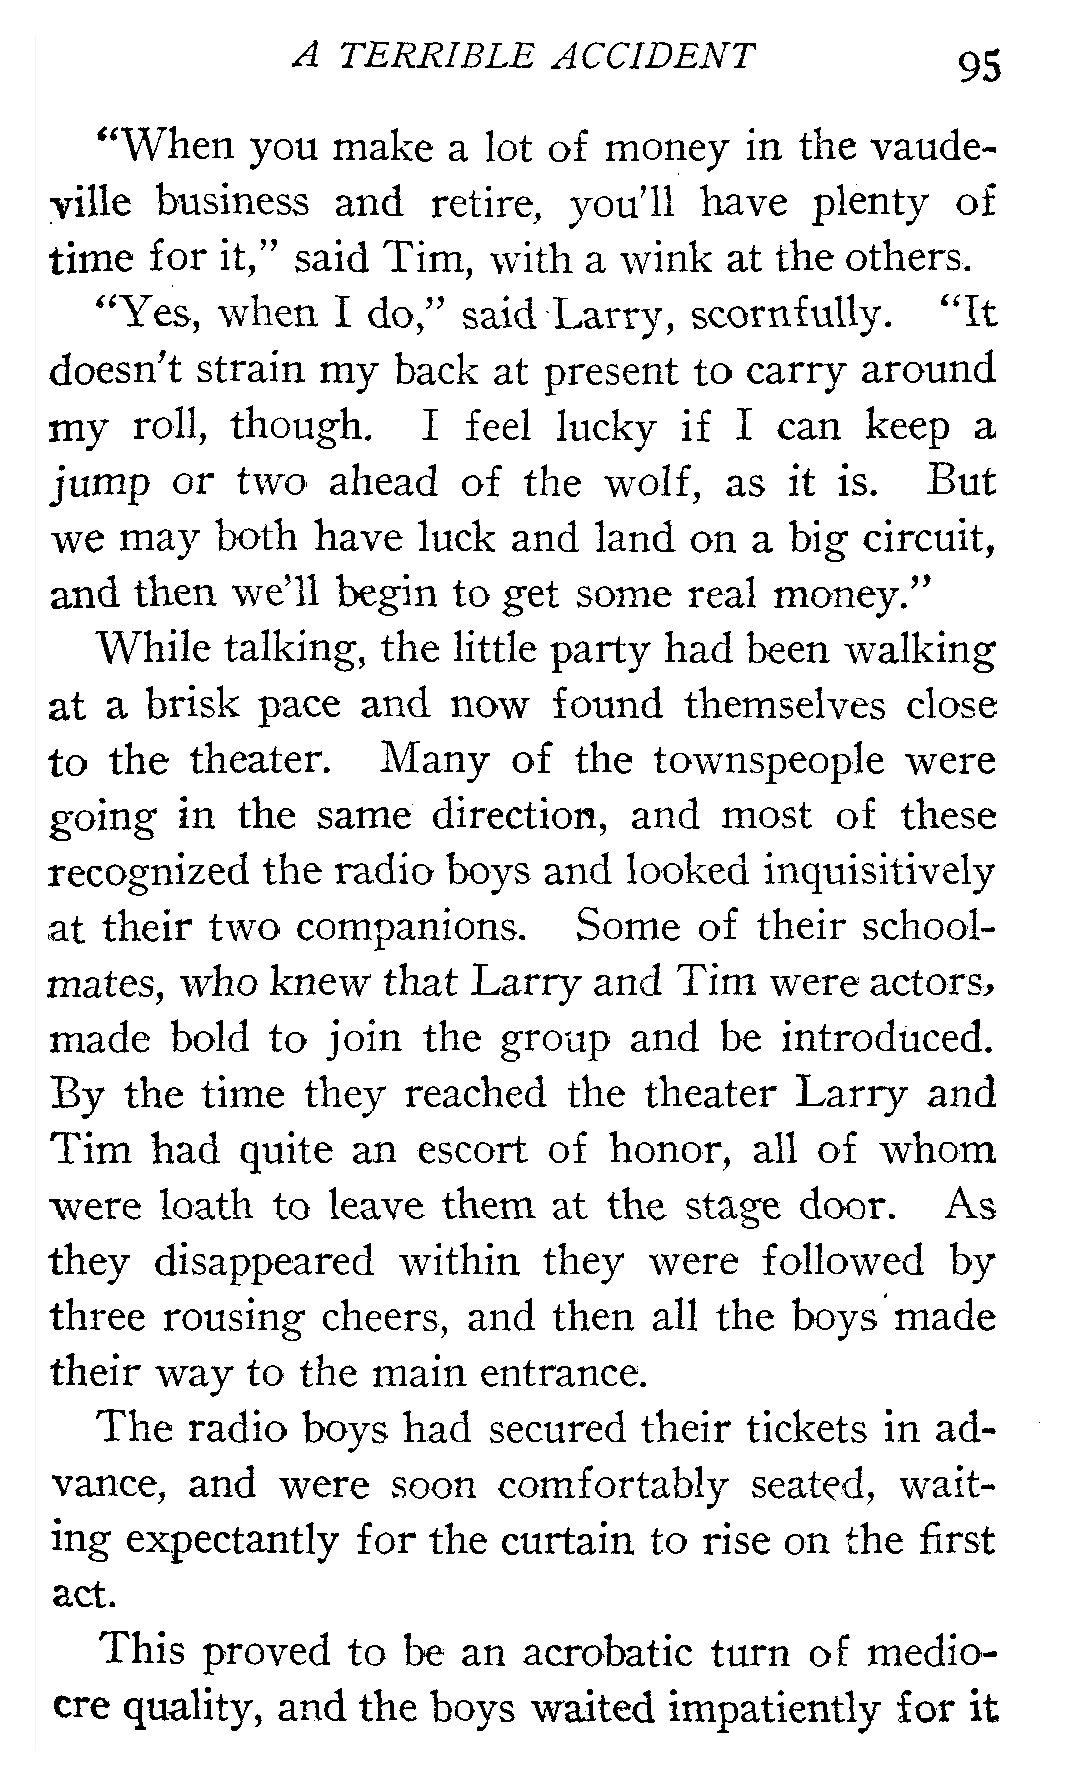 A TERRIBLE ACCIDENT 95
"When you make a lot of money in the vaude-
ville business and retire, you'll have plenty of
time for it," said Tim, with a wink at the others.
"Yes, when I do," said Larry, scornfully. "It
doesn't strain my back at present to carry around
my roll, though. I feel lucky if I can keep a
jump or two ahead of the wolf, as it is. But
we may both have luck and land on a big circuit,
and then we'll begin to get some real money."
While talking, the little party had been walking
at a brisk pace and now found themselves close
to the theater. Many of the townspeople were
going in the same direction, and most of these
recognized the radio boys and looked inquisitively
at their two companions. Some of their school-
mates, who knew that Larry and Tim were actors,
made bold to join the group and be introduced.
By the time they reached the theater Larry and
Tim had quite an escort of honor, all of whom
were loath to leave them at the stage door. As
they disappeared within they were followed by
three rousing cheers, and then all the boys made
their way to the main entrance.
The radio boys had secured their tickets in ad-
vance, and were soon comfortably seated, wait-
ing expectantly for the curtain to rise on the first
act.
This proved to be an acrobatic turn of medio-
cre quality, and the boys waited impatiently for it